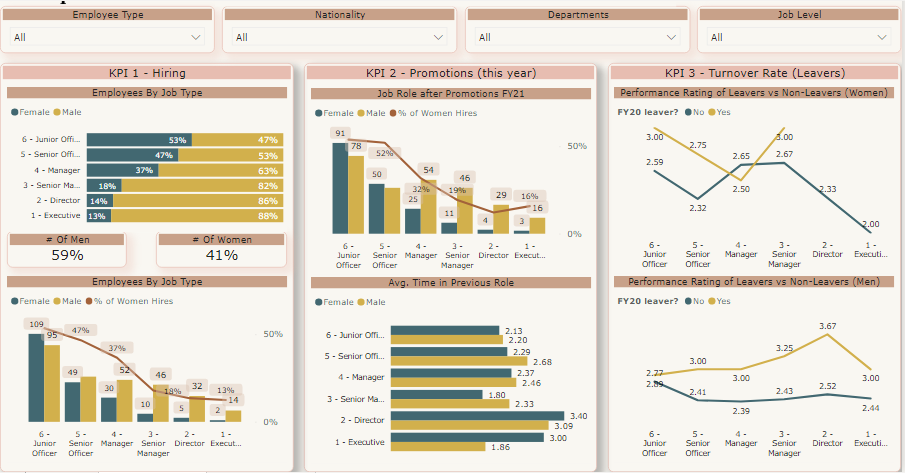 Employee Type
All
Nationality
All
Departments
All
Job Level
All
KPI 1 - Hiring
Employees By Job Type
Female Male
6 - Junior Offi... 53% 47%
5 - Senior Offi... 47% 53%
4 - Manager 37% 63%
3 - Senior Ma... 18% 82%
2 - Director 14% 86%
1 - Executive 13% 88%
# Of Men
59%
# Of Women
41%
Employees By Job Type
Female Male % of Women Hires
109 95 47% 50%
49 37% 52
30 46
10 18% 32 13%
5 2 14
0%
6 - Junior Officer
5 - Senior Officer
4 - Manager
3 - Senior Manager
2 - Director
1 - Execut...
KPI 2 - Promotions (this year)
Job Role after Promotions FY21
Female Male % of Women Hires
91 78 52% 50%
50 54
32% 19% 46
25 29 16%
11 4 3 16
0%
6 - Junior Officer
5 - Senior Officer
4 - Manager
3 - Senior Manager
2 - Director
1 - Execut...
Avg. Time in Previous Role
Female Male
6 - Junior Offi... 2.13
2.20
5 - Senior Offi... 2.29
2.68
4 - Manager 2.37
2.46
3 - Senior Ma... 1.80
2.33
2 - Director 3.40
3.09
1 - Executive 3.00
1.86
KPI 3 - Turnover Rate (Leavers)
Performance Rating of Leavers vs Non-Leavers (Women)
FY20 leaver? No Yes
3.00 2.75 3.00
2.59 2.65 2.67
2.32 2.50 2.33
2.00
6 - Junior Officer
5 - Senior Officer
4 - Manager
3 - Senior Manager
2 - Director
1 - Executi...
Performance Rating of Leavers vs Non-Leavers (Men)
FY20 leaver? No Yes
3.67
3.00 3.25
2.77 3.00 3.00
2.41 2.39 2.43 2.52 2.44
6 - Junior Officer
5 - Senior Officer
4 - Manager
3 - Senior Manager
2 - Director
1 - Executi...